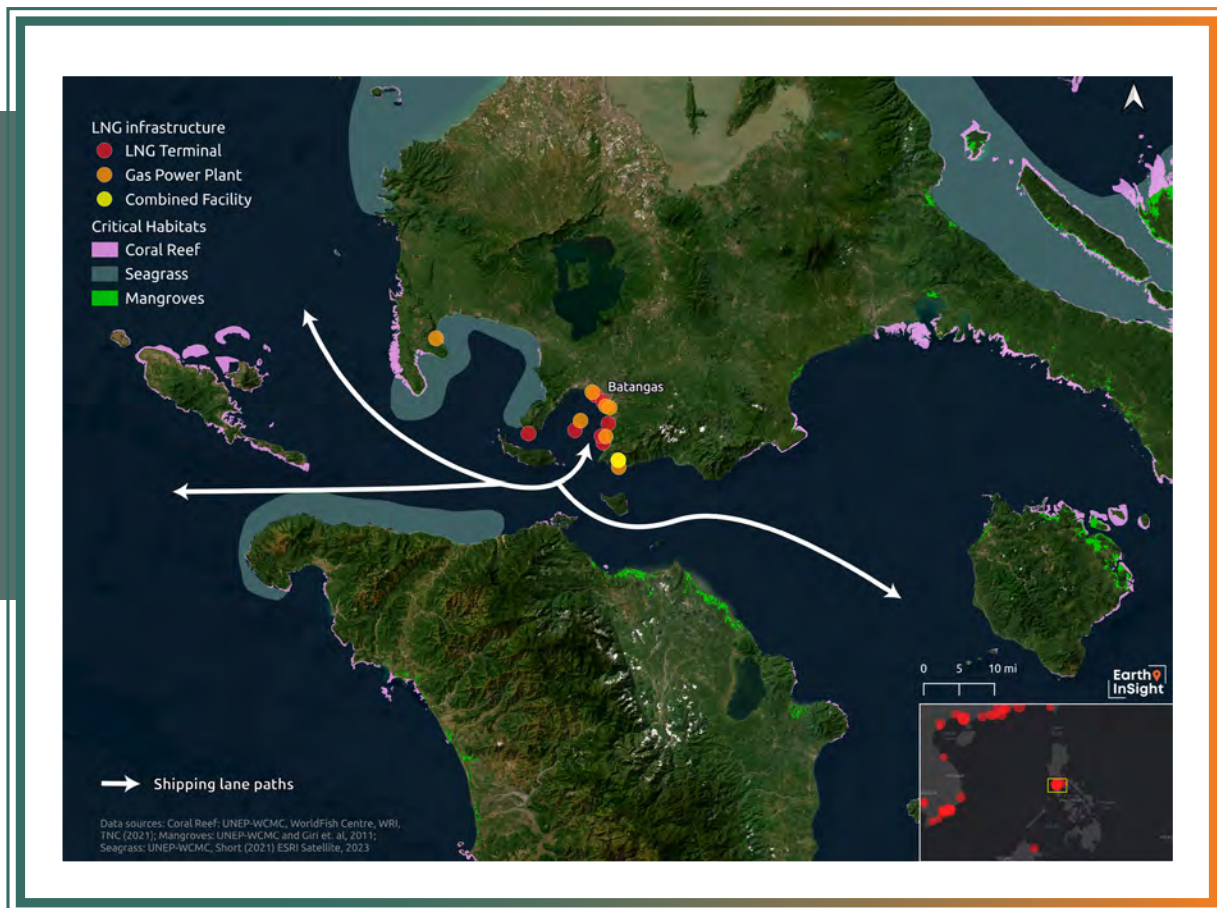 LNG infrastructure
LNG Terminal
Gas Power Plant
Combined Facility
Critical Habitats
Coral Reef
Seagrass
Mangroves
Batangas
0 5 10 mi
Earth
InSight
Shipping lane paths
Data sources: Coral Reef: UNEP-WCMC, WorldFish Centre, WRI,
TNC (2021); Mangroves: UNEP-WCMC and Giri et. al, 2011;
Seagrass: UNEP-WCMC, Short (2021) ESRI Satellite, 2023